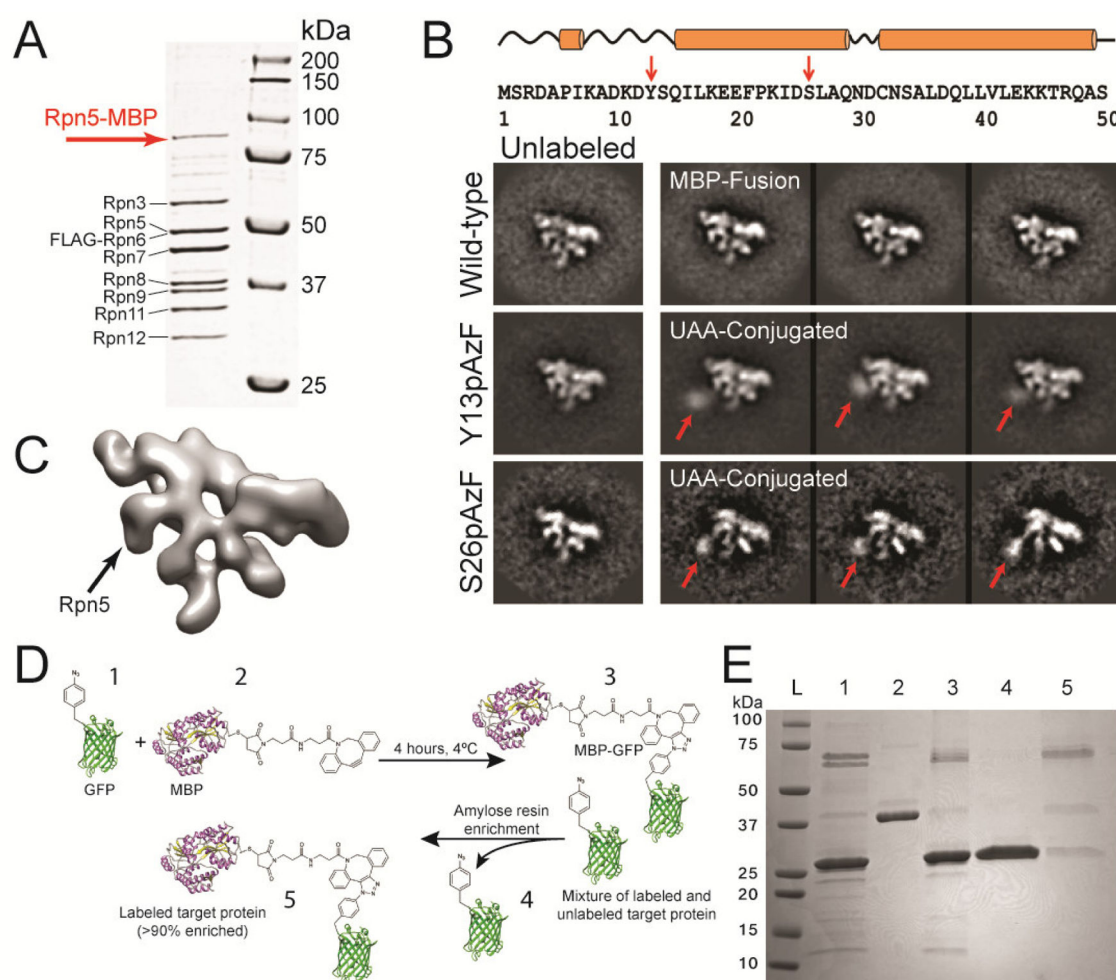 A
kDa
200
150
100
75
50
37
25
Rpn5-MBP
Rpn3
Rpn5
FLAG-Rpn6
Rpn7
Rpn8
Rpn9
Rpn11
Rpn12
B
MSRDAPIKADKDYSQILKEEFPKIDSLAQNDCNSALDQLLVLEKKTRQAS
1 10 20 30 40 50
Unlabeled
Wild-type
MBP-Fusion
Y13pAzF
UAA-Conjugated
S26pAzF
UAA-Conjugated
C
Rpn5
D
1
N₃
GFP
+
2
MBP
4 hours, 4ºC
3
MBP-GFP
N₃
Mixture of labeled and
unlabeled target protein
Amylose resin
enrichment
N₃
4
5
Labeled target protein
(>90% enriched)
E
L 1 2 3 4 5
kDa
100
75
50
37
25
20
15
10